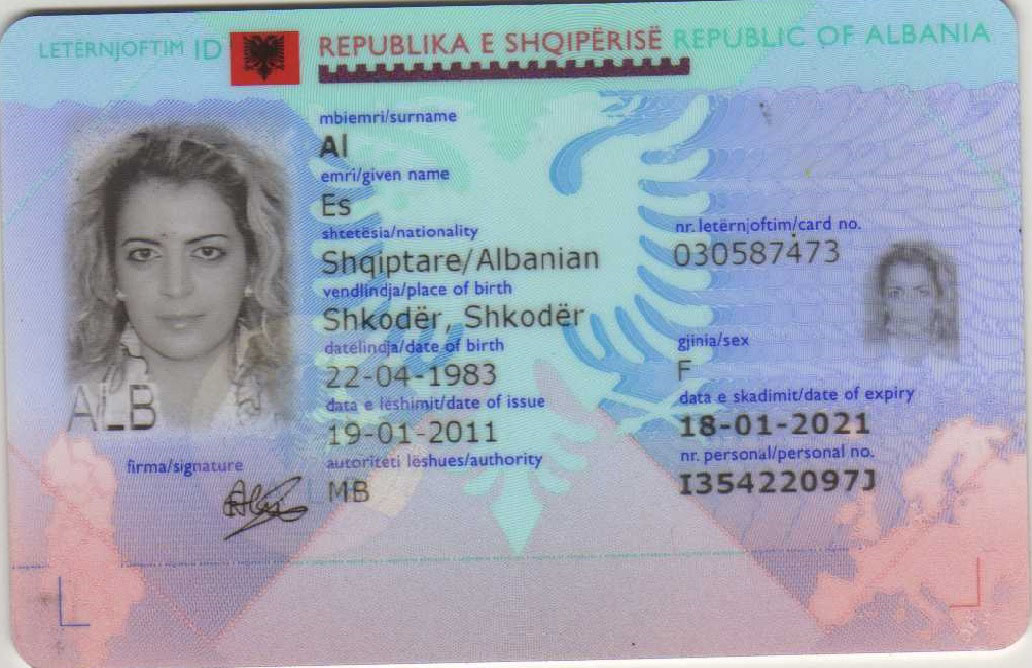 LETËRNJOFTIM ID REPUBLIKA E SHQIPËRISË REPUBLIC OF ALBANIA
mbiemri/surname
Al
emri/given name
Es
shtetësia/nationality
Shqiptare/Albanian
nr. letërnjoftim/card no.
030587473
vendlindja/place of birth
Shkodër, Shkodër
datëlindja/date of birth
22-04-1983
gjinia/sex
F
data e lëshimit/date of issue
19-01-2011
data e skadimit/date of expiry
18-01-2021
autoriteti lëshues/authority
MB
nr. personal/personal no.
I35422097J
ALB
firma/signature